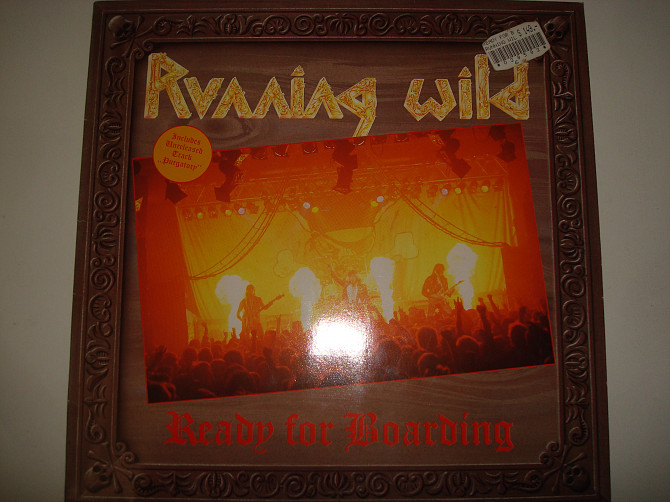 Running wild
Includes
Unreleased
Track
„Purgatory"
Ready for Boarding